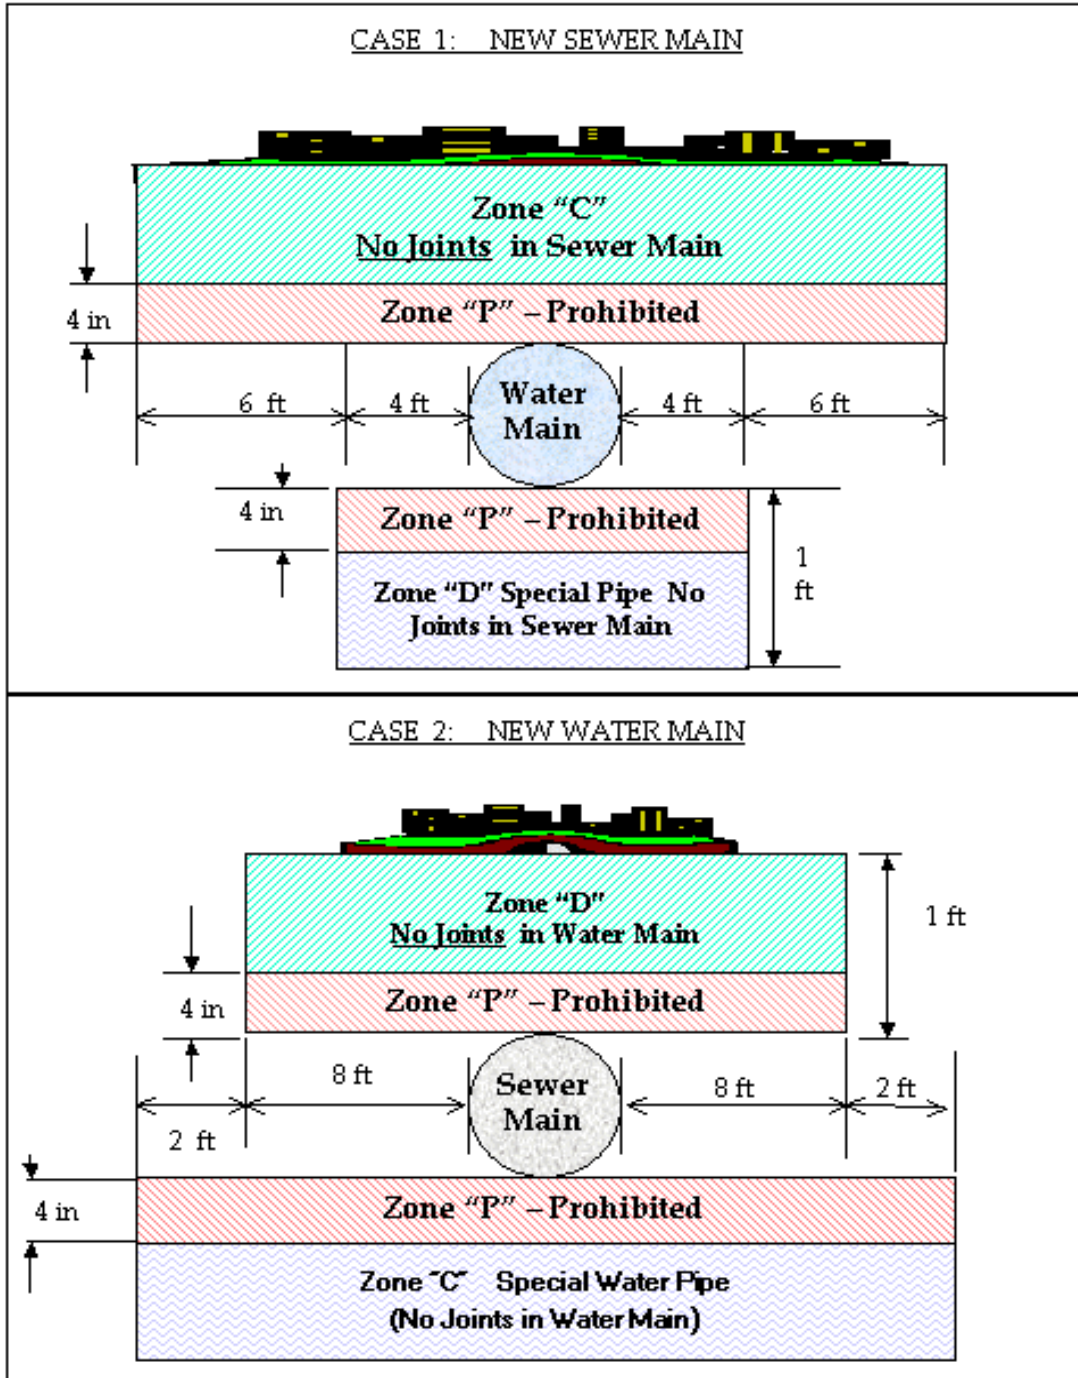 CASE 1: NEW SEWER MAIN
Zone “C”
No Joints in Sewer Main
4 in
Zone “P” – Prohibited
6 ft
4 ft
Water
Main
4 ft
6 ft
4 in
Zone “P” – Prohibited
1
ft
Zone “D” Special Pipe No
Joints in Sewer Main
CASE 2: NEW WATER MAIN
Zone “D”
No Joints in Water Main
1 ft
4 in
Zone “P” – Prohibited
2 ft
8 ft
Sewer
Main
8 ft
2 ft
4 in
Zone “P” – Prohibited
Zone "C" Special Water Pipe
(No Joints in Water Main)